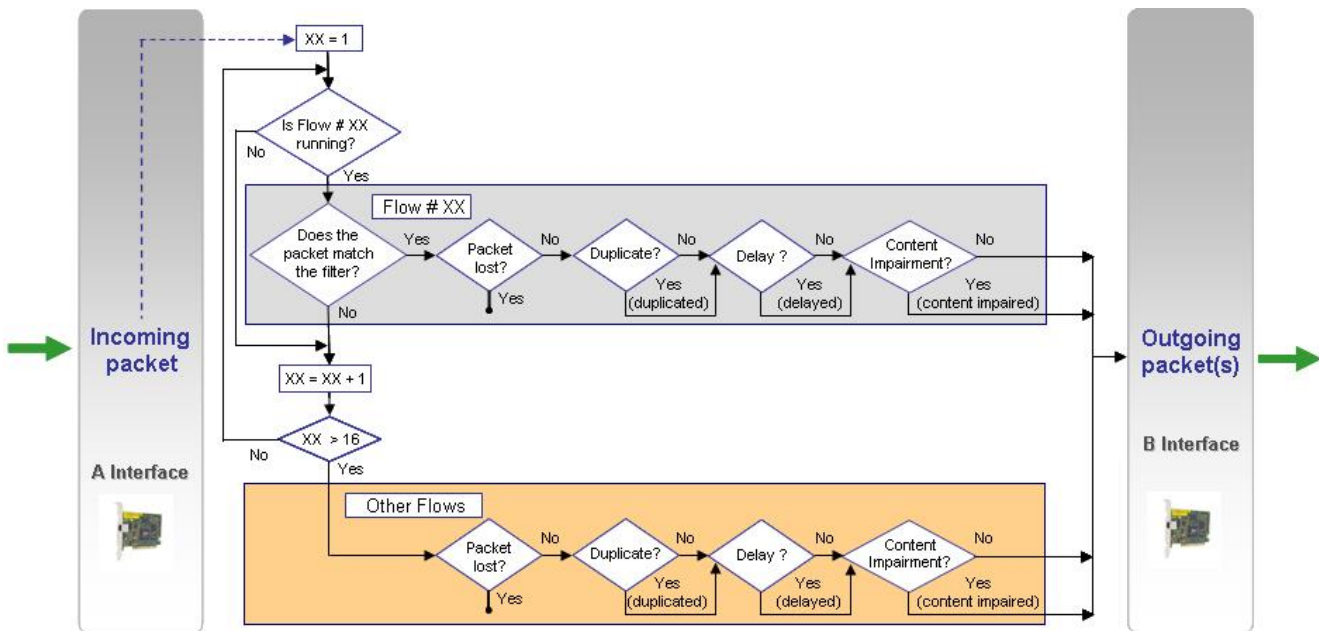 XX = 1
Is Flow # XX
running?
No
Yes
Flow # XX
Does the
packet match
the filter?
Yes
No
Packet
lost?
No
Yes
Duplicate?
No
Yes
(duplicated)
Delay ?
No
Yes
(delayed)
Content
Impairment?
No
Yes
(content impaired)
Incoming
packet
A Interface
XX = XX + 1
XX > 16
No
Yes
Other Flows
Packet
lost?
No
Yes
Duplicate?
No
Yes
(duplicated)
Delay ?
No
Yes
(delayed)
Content
Impairment?
No
Yes
(content impaired)
Outgoing
packet(s)
B Interface